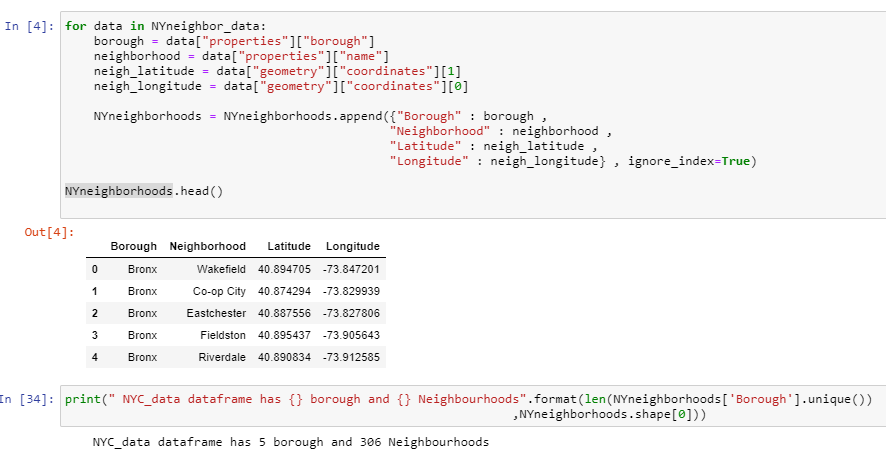 In [4]: for data in NYneighbor_data:
borough = data["properties"]["borough"]
neighborhood = data["properties"]["name"]
neigh_latitude = data["geometry"]["coordinates"][1]
neigh_longitude = data["geometry"]["coordinates"][0]
NYneighborhoods = NYneighborhoods.append({"Borough" : borough ,
"Neighborhood" : neighborhood ,
"Latitude" : neigh_latitude ,
"Longitude" : neigh_longitude} , ignore_index=True)
NYneighborhoods.head()
Out[4]:
Borough Neighborhood Latitude Longitude
0 Bronx Wakefield 40.894705 -73.847201
1 Bronx Co-op City 40.874294 -73.829939
2 Bronx Eastchester 40.887556 -73.827806
3 Bronx Fieldston 40.895437 -73.905643
4 Bronx Riverdale 40.890834 -73.912585
In [34]: print(" NYC_data dataframe has {} borough and {} Neighbourhoods".format(len(NYneighborhoods['Borough'].unique())
,NYneighborhoods.shape[0]))
NYC_data dataframe has 5 borough and 306 Neighbourhoods